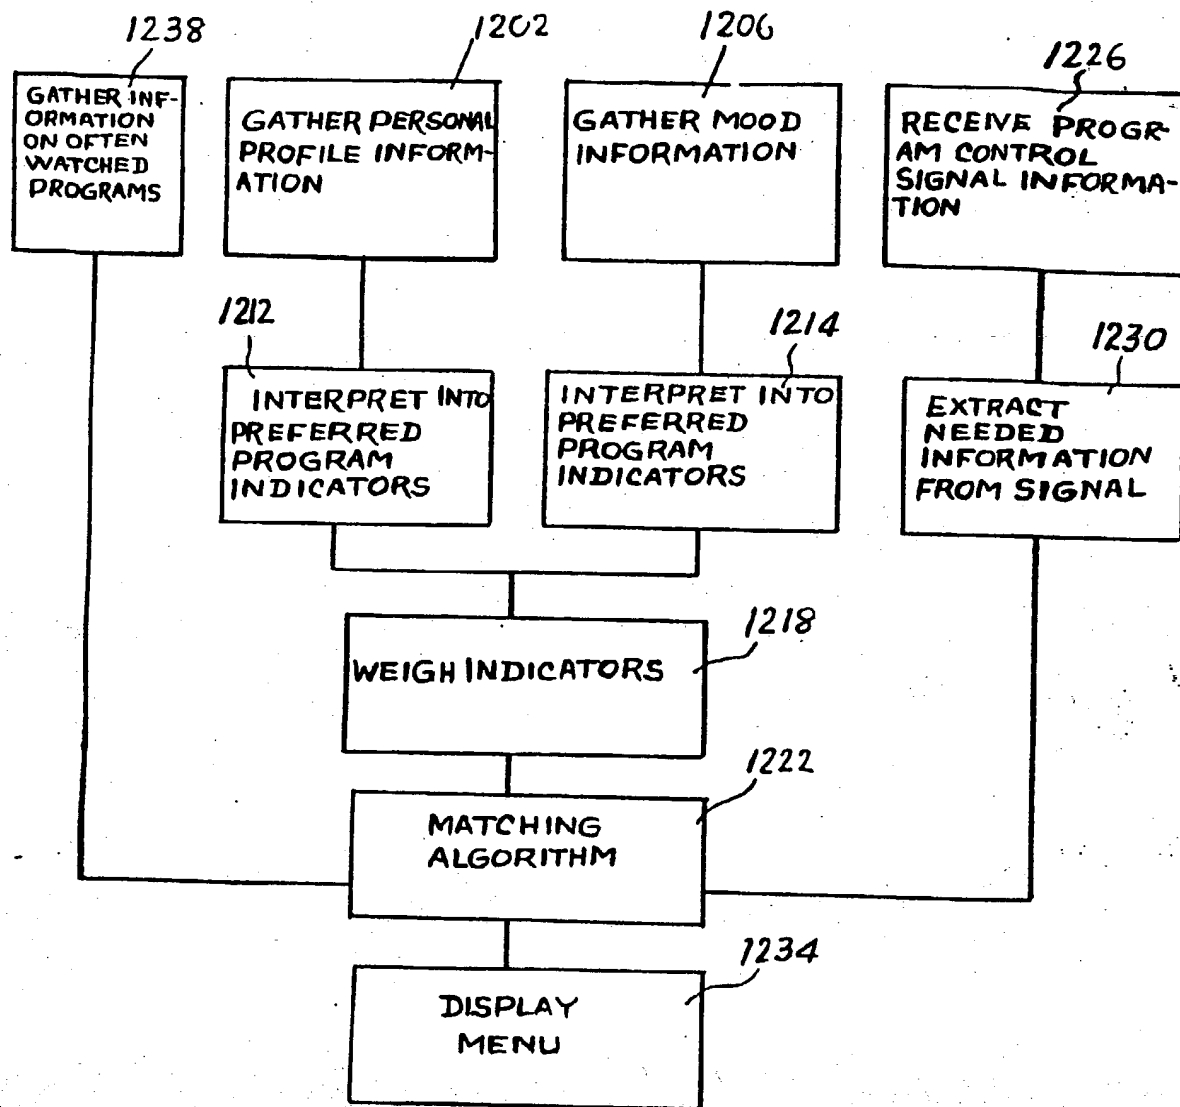 1238
1202
1206
1226
GATHER INF-
ORMATION
ON OFTEN
WATCHED
PROGRAMS
GATHER PERSONAL
PROFILE INFORM-
ATION
GATHER MOOD
INFORMATION
RECEIVE PROGR-
AM CONTROL
SIGNAL INFORMA-
TION
1212
1214
1230
INTERPRET INTO
PREFERRED
PROGRAM
INDICATORS
INTERPRET INTO
PREFERRED
PROGRAM
INDICATORS
EXTRACT
NEEDED
INFORMATION
FROM SIGNAL
1218
WEIGH INDICATORS
1222
MATCHING
ALGORITHM
1234
DISPLAY
MENU